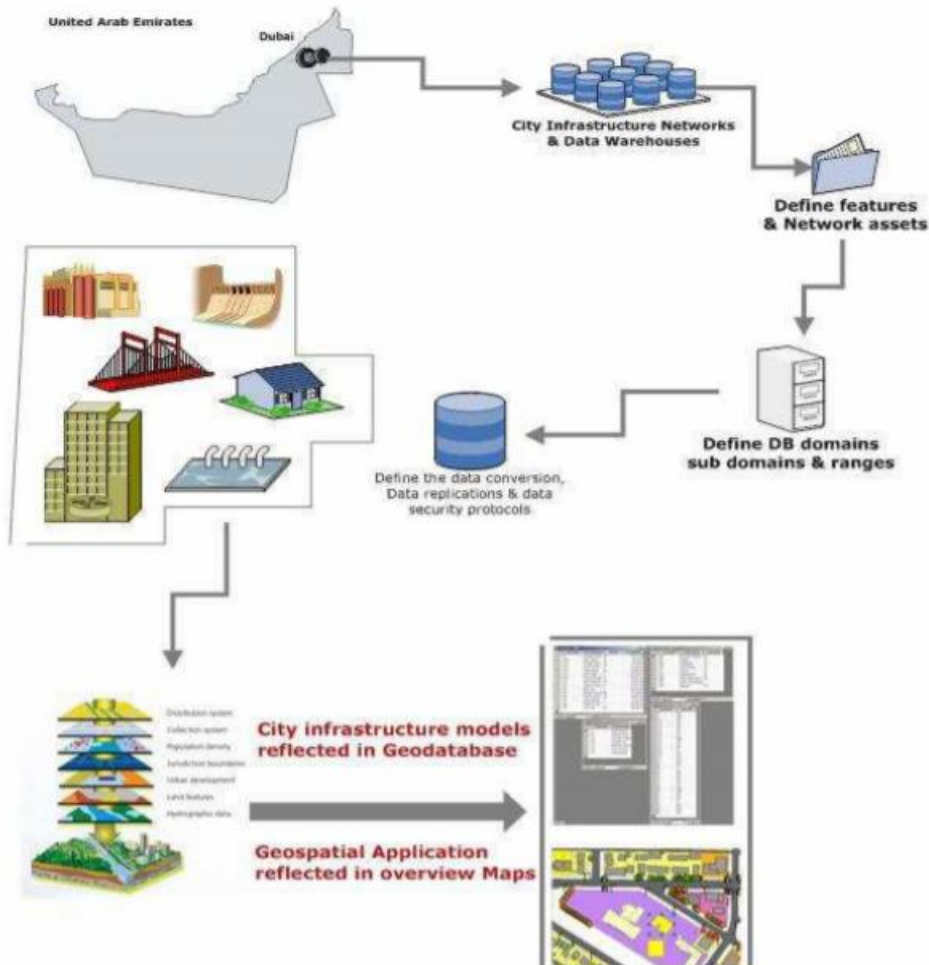 United Arab Emirates
Dubai
City Infrastructure Networks
& Data Warehouses
Define features
& Network assets
Define DB domains
sub domains & ranges
Define the data conversion,
Data replications & data
security protocols
Distribution system
Collection system
Population density
Jurisdiction boundaries
Urban development
Land features
Hydrographic data
City infrastructure models
reflected in Geodatabase
Geospatial Application
reflected in overview Maps